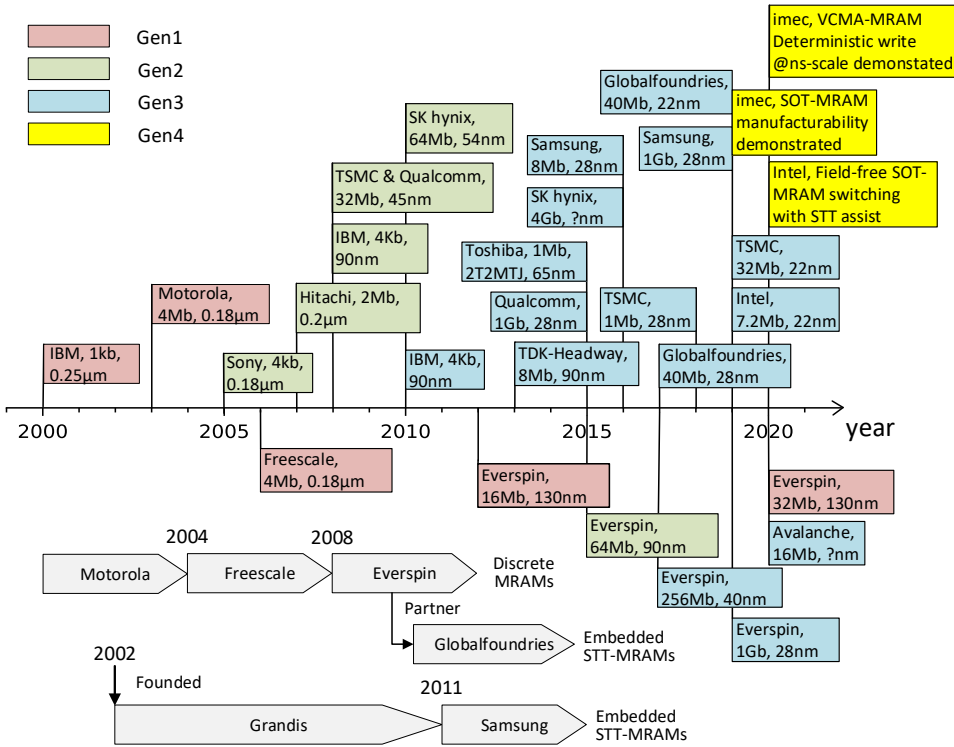 Gen1
Gen2
Gen3
Gen4
imec, VCMA-MRAM
Deterministic write
@ns-scale demonstated
Globalfoundries,
40Mb, 22nm
imec, SOT-MRAM
manufacturability
demonstrated
SK hynix,
64Mb, 54nm
Samsung,
8Mb, 28nm
Samsung,
1Gb, 28nm
TSMC & Qualcomm,
32Mb, 45nm
SK hynix,
4Gb, ?nm
Intel, Field-free SOT-
MRAM switching
with STT assist
IBM, 4Kb,
90nm
Toshiba, 1Mb,
2T2MTJ, 65nm
TSMC,
32Mb, 22nm
Motorola,
4Mb, 0.18µm
Hitachi, 2Mb,
0.2µm
Qualcomm,
1Gb, 28nm
TSMC,
1Mb, 28nm
Intel,
7.2Mb, 22nm
IBM, 1kb,
0.25µm
Sony, 4kb,
0.18µm
IBM, 4Kb,
90nm
TDK-Headway,
8Mb, 90nm
Globalfoundries,
40Mb, 28nm
2000 2005 2010 2015 2020 year
Freescale,
4Mb, 0.18µm
Everspin,
16Mb, 130nm
Everspin,
32Mb, 130nm
Everspin,
64Mb, 90nm
Avalanche,
16Mb, ?nm
Everspin,
256Mb, 40nm
Everspin,
1Gb, 28nm
2004 2008
Motorola Freescale Everspin
Discrete
MRAMs
Partner
Globalfoundries
Embedded
STT-MRAMs
2002
Founded
2011
Grandis Samsung
Embedded
STT-MRAMs